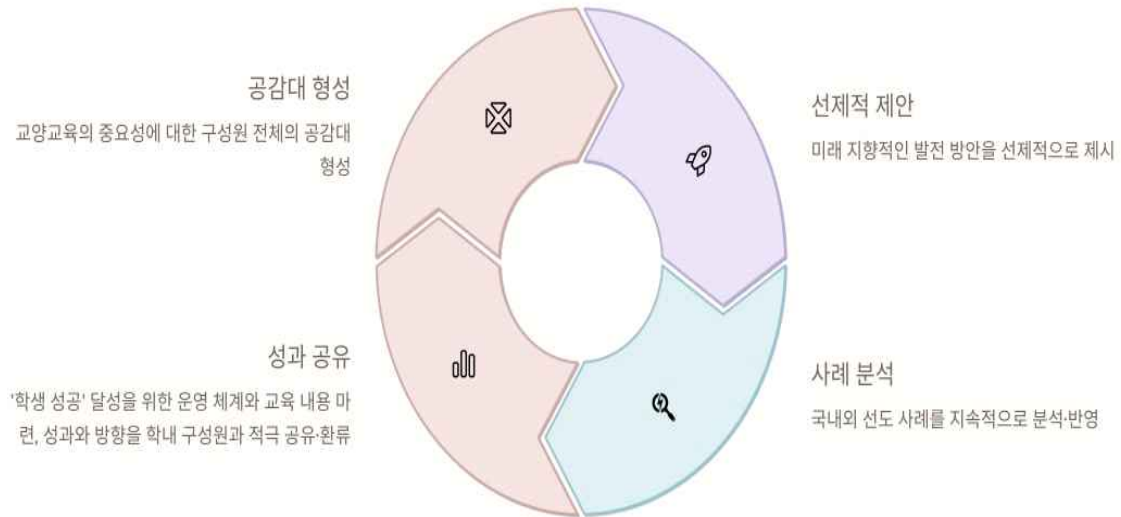 공감대 형성
교양교육의 중요성에 대한 구성원 전체의 공감대
형성
선제적 제안
미래 지향적인 발전 방안을 선제적으로 제시
성과 공유
'학생 성공' 달성을 위한 운영 체계와 교육 내용 마
련, 성과와 방향을 학내 구성원과 적극 공유·환류
사례 분석
국내외 선도 사례를 지속적으로 분석·반영